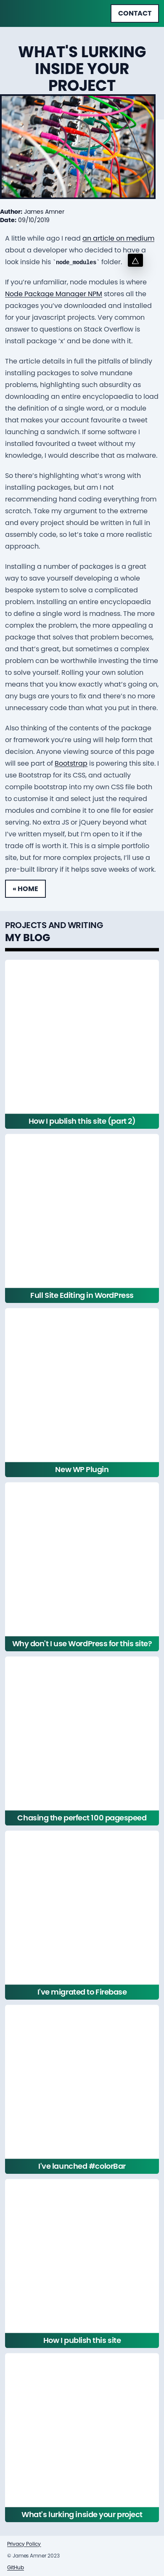 CONTACT
WHAT'S LURKING
INSIDE YOUR
PROJECT
Author: James Amner
Date: 09/10/2019
A little while ago I read an article on medium
about a developer who decided to have a
look inside his `node_modules` folder.
If you're unfamiliar, node modules is where
Node Package Manager NPM stores all the
packages you've downloaded and installed
for your javascript projects. Very common
answers to questions on Stack Overflow is
install package 'x' and be done with it.
The article details in full the pitfalls of blindly
installing packages to solve mundane
problems, highlighting such absurdity as
downloading an entire encyclopaedia to load
the definition of a single word, or a
node module that favourites a tweet
launching a sandwich. If some software I
installed favourited a tweet without my
knowledge, I would describe that as malware.
So there's highlighting what's wrong with
installing packages, but am I not
recommending not coding everything from
scratch. Take my argument to the extreme
and every project should be written in full in
assembly code, so let's take a more realistic
approach.
Installing a number of packages is a great
way to save yourself developing a whole
bespoke system to solve a complicated
problem. Installing an entire encyclopaedia
to define a single word is madness. The more
complex the problem, the more appealing a
package that solves that problem becomes,
and that's great, but sometimes a complex
problem can be worthwhile investing the time
to solve yourself. Rolling your own solution
means that you know exactly what's going on,
any bugs are yours to fix and there's no more
unnecessary code than what you put in there.
Also thinking of the contents of the package
or framework you're using will help form that
decision. Anyone viewing source of this page
will see parat of Bootstrap is powering this site. I
use Bootstrap for its CSS, and actually
compile bootstrap into my own CSS file both
to customise it and select just the required
modules and combine it to one file for easier
serving. No extra JS or jQuery beyond what
I've written myself, but I'm open to it if the
threat to do so is worth it. This is a simple portfolio
site, but for more complex projects, I'll use a
pre-built library if it helps save weeks of work.
« HOME
PROJECTS AND WRITING
MY BLOG
How I publish this site (part 2)
Full Site Editing in WordPress
New WP Plugin
Why don't I use WordPress for this site?
Chasing the perfect 100 pagespeed
I've migrated to Firebase
I've launched #colorBar
How I publish this site
What's lurking inside your project
Privacy Policy
© James Amner 2023
GitHub